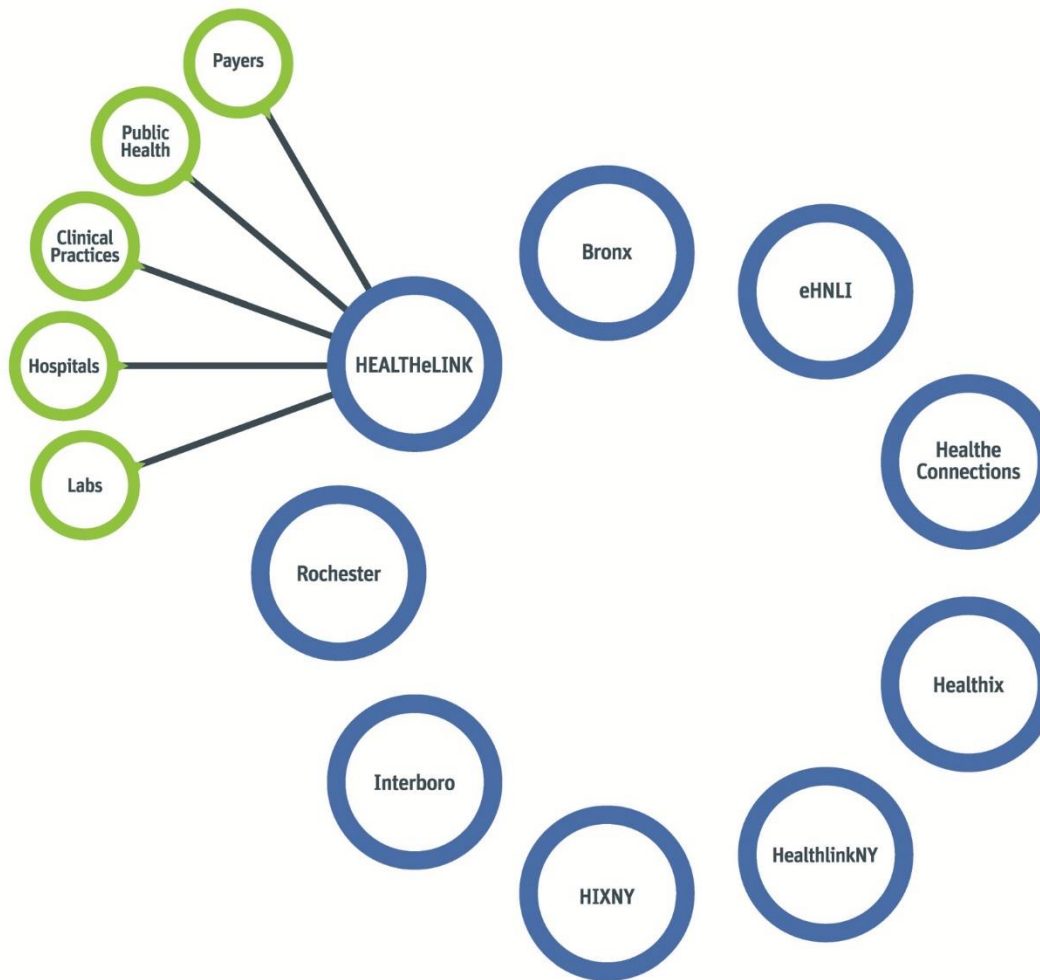 Payers
Public
Health
Clinical
Practices
Hospitals
Labs
HEALTHeLINK
Bronx
eHNLI
Healthe
Connections
Healthix
HealthlinkNY
HIXNY
Interboro
Rochester